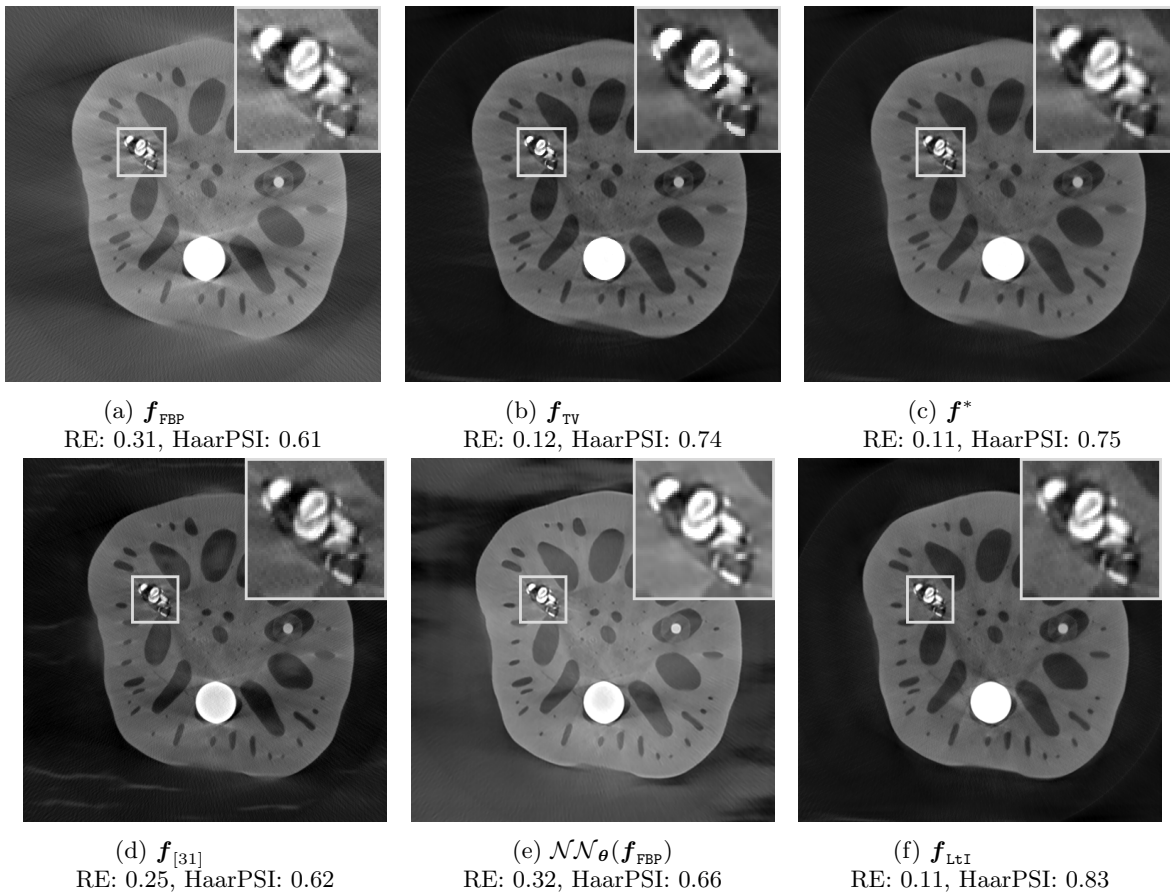 (a) f_FBP
RE: 0.31, HaarPSI: 0.61
(b) f_TV
RE: 0.12, HaarPSI: 0.74
(c) f*
RE: 0.11, HaarPSI: 0.75
(d) f_[31]
RE: 0.25, HaarPSI: 0.62
(e) 𝒩𝒩_θ(f_FBP)
RE: 0.32, HaarPSI: 0.66
(f) f_LtI
RE: 0.11, HaarPSI: 0.83